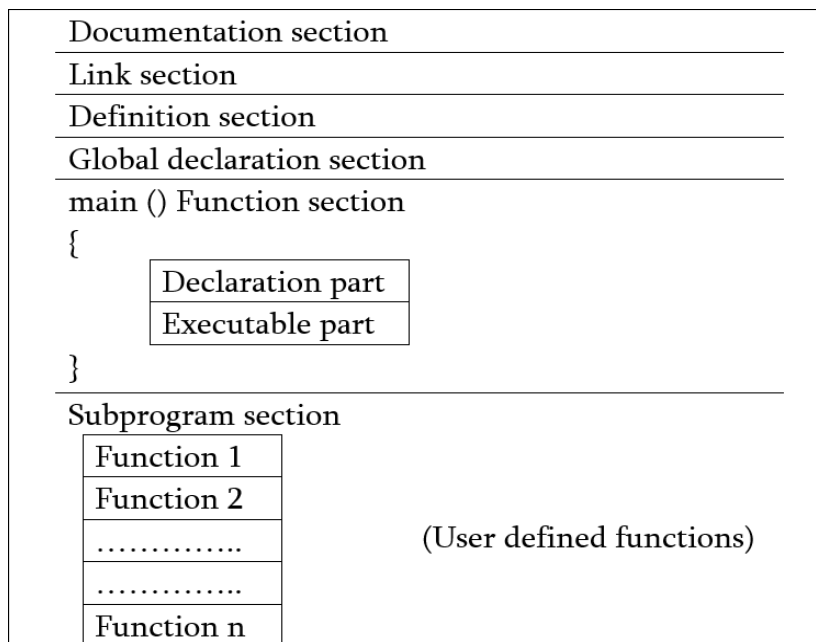 Documentation section
Link section
Definition section
Global declaration section
main () Function section
{
Declaration part
Executable part
}
Subprogram section
Function 1
Function 2
…………..
(User defined functions)
…………..
Function n